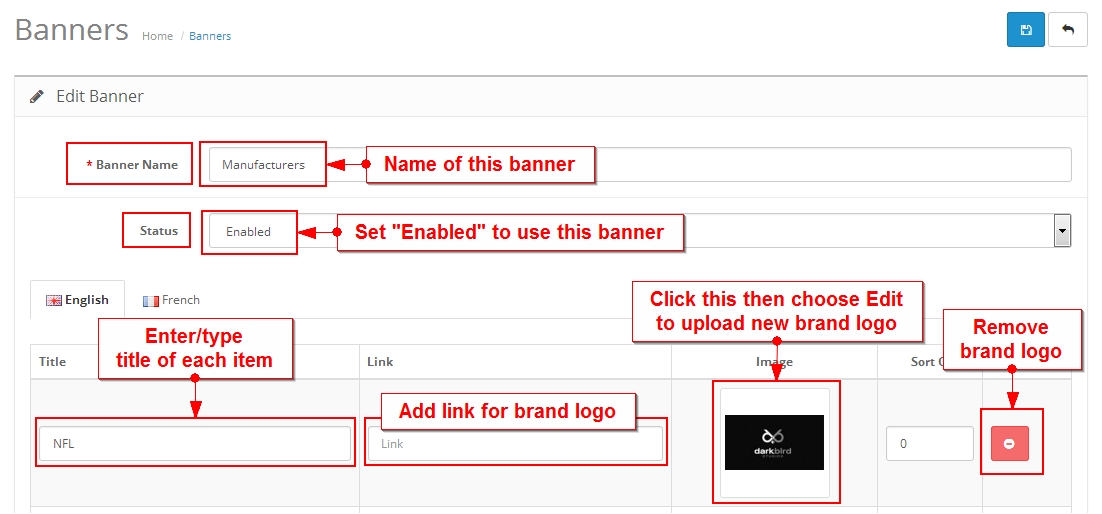 Banners Home / Banners
Edit Banner
* Banner Name
Manufacturers
Name of this banner
Status
Enabled
Set "Enabled" to use this banner
English
French
Click this then choose Edit
to upload new brand logo
Enter/type
title of each item
Remove
brand logo
Title
Link
Image
Sort
Add link for brand logo
NFL
Link
darkbird
0